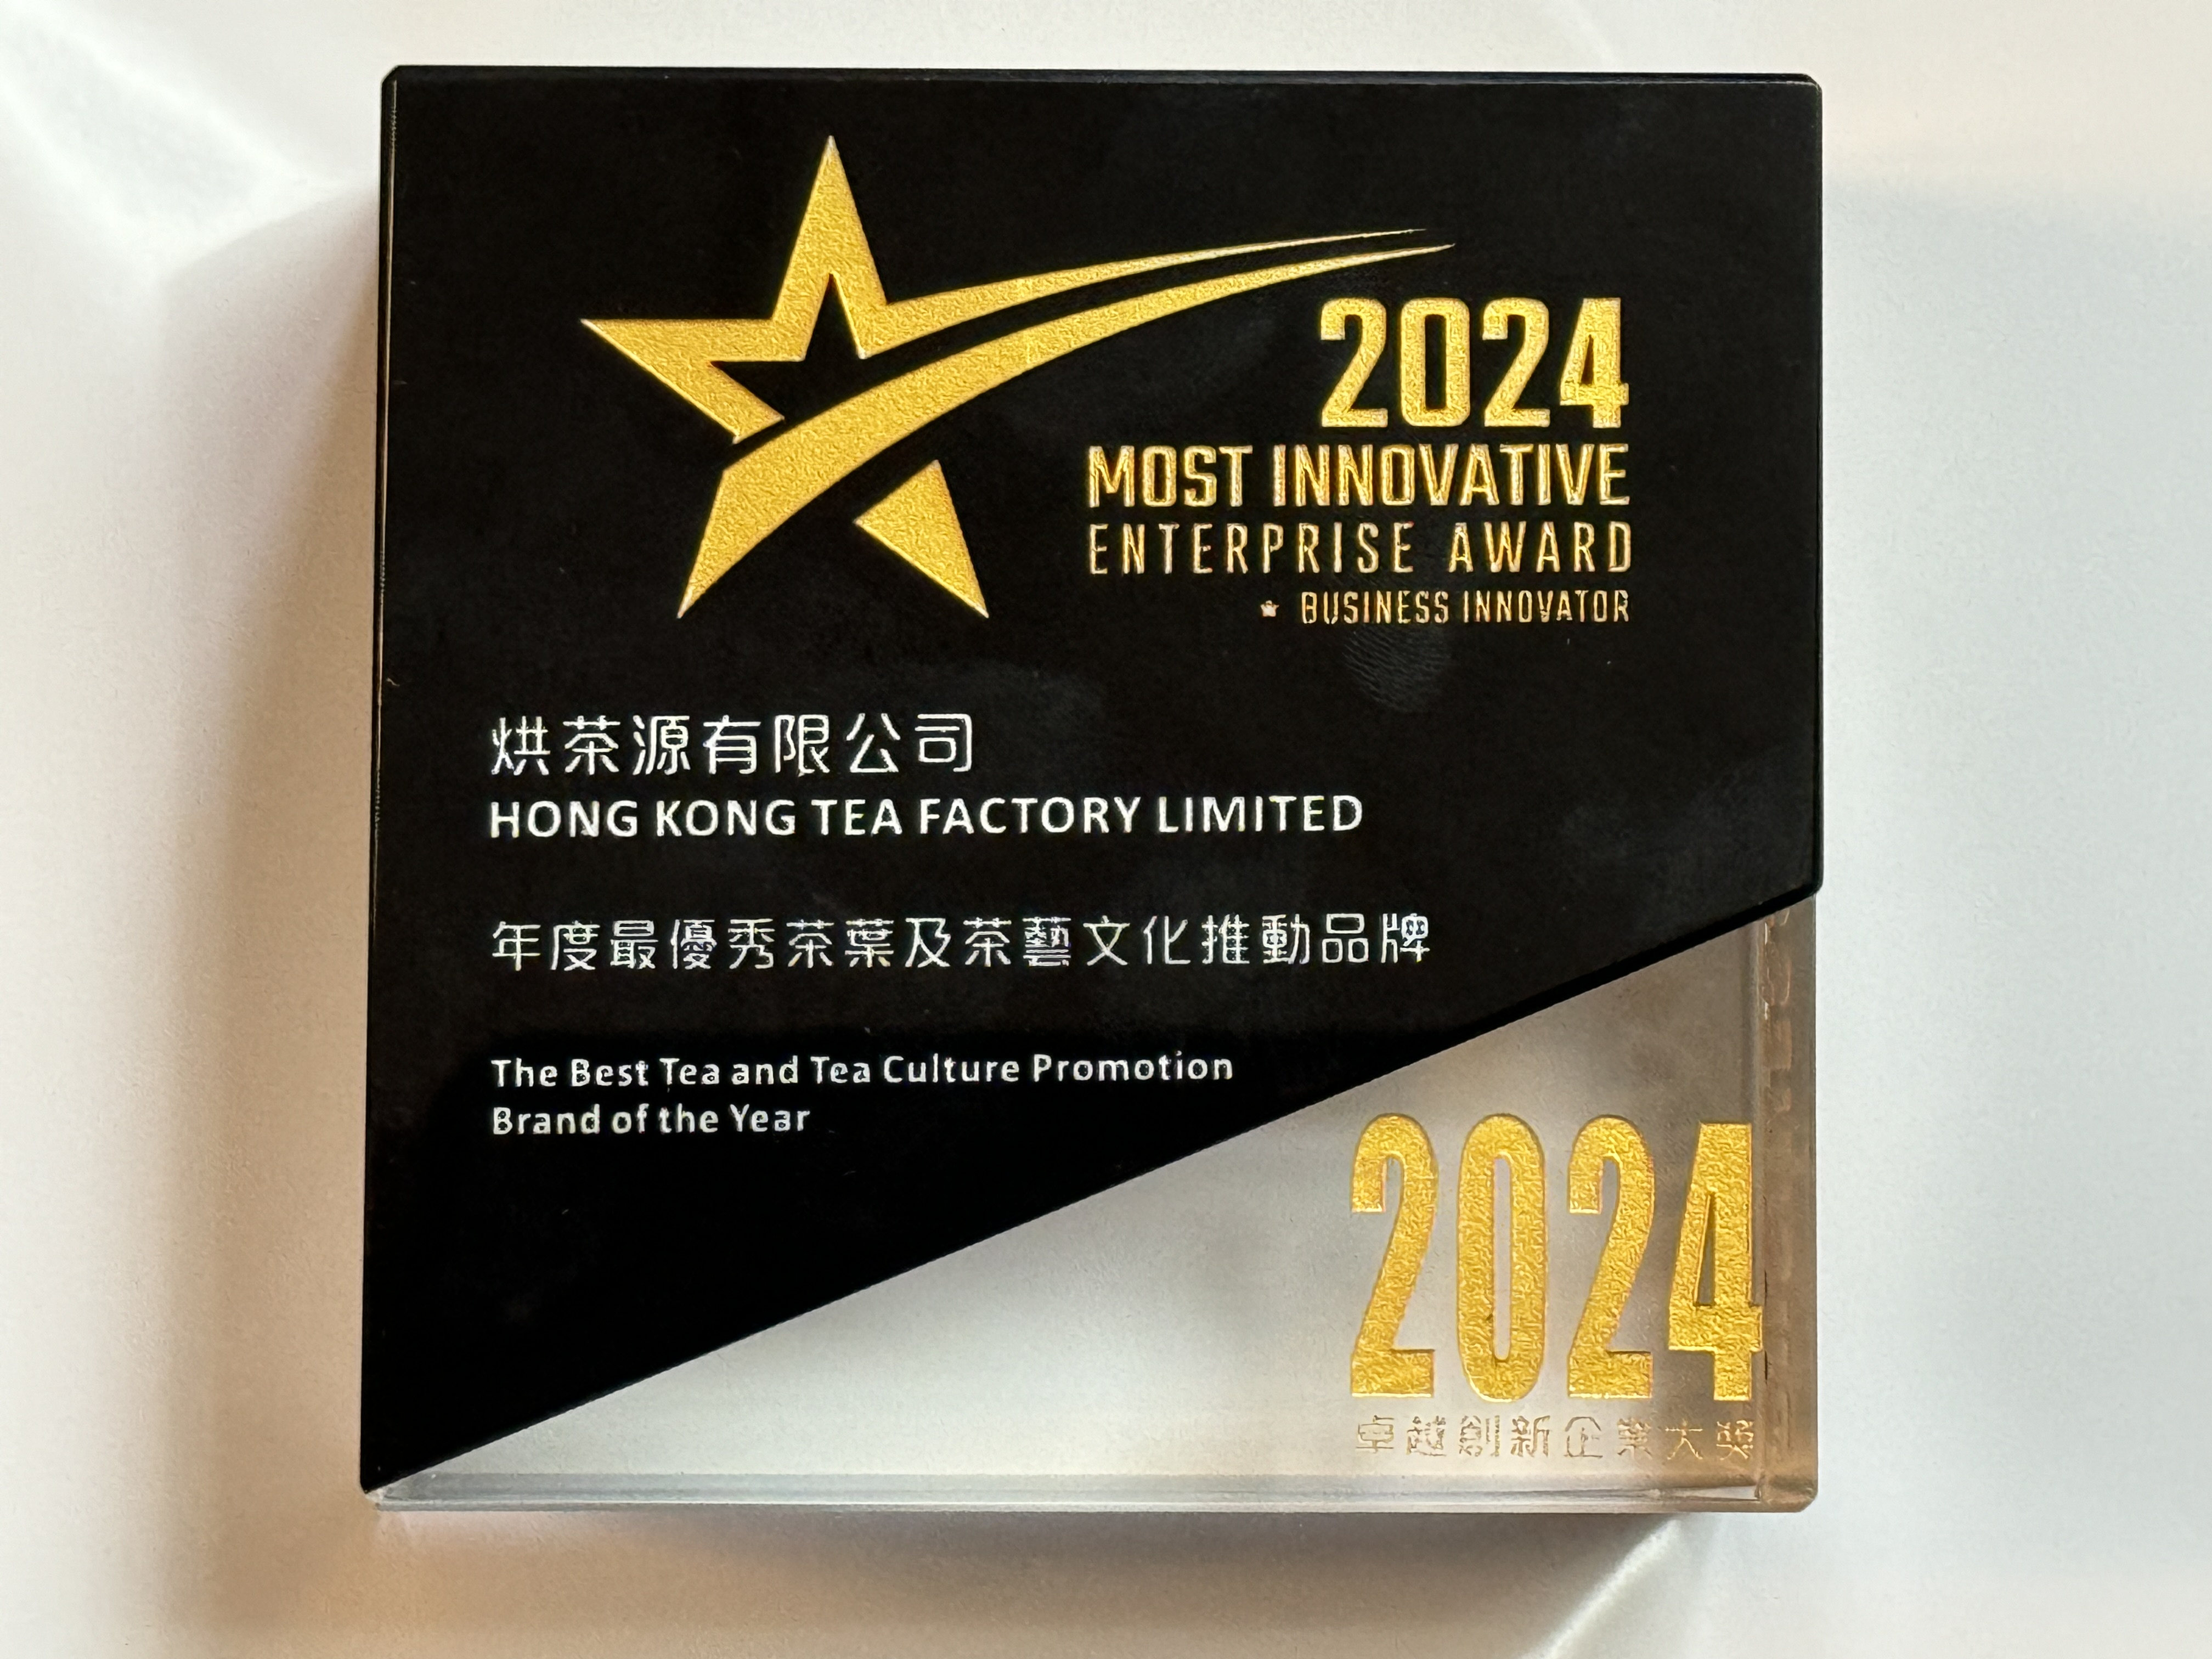 2024
MOST INNOVATIVE
ENTERPRISE AWARD
BUSINESS INNOVATOR
烘茶源有限公司
HONG KONG TEA FACTORY LIMITED
年度最優秀茶葉及茶藝文化推動品牌
The Best Tea and Tea Culture Promotion
Brand of the Year
2024
卓越創新企業大獎